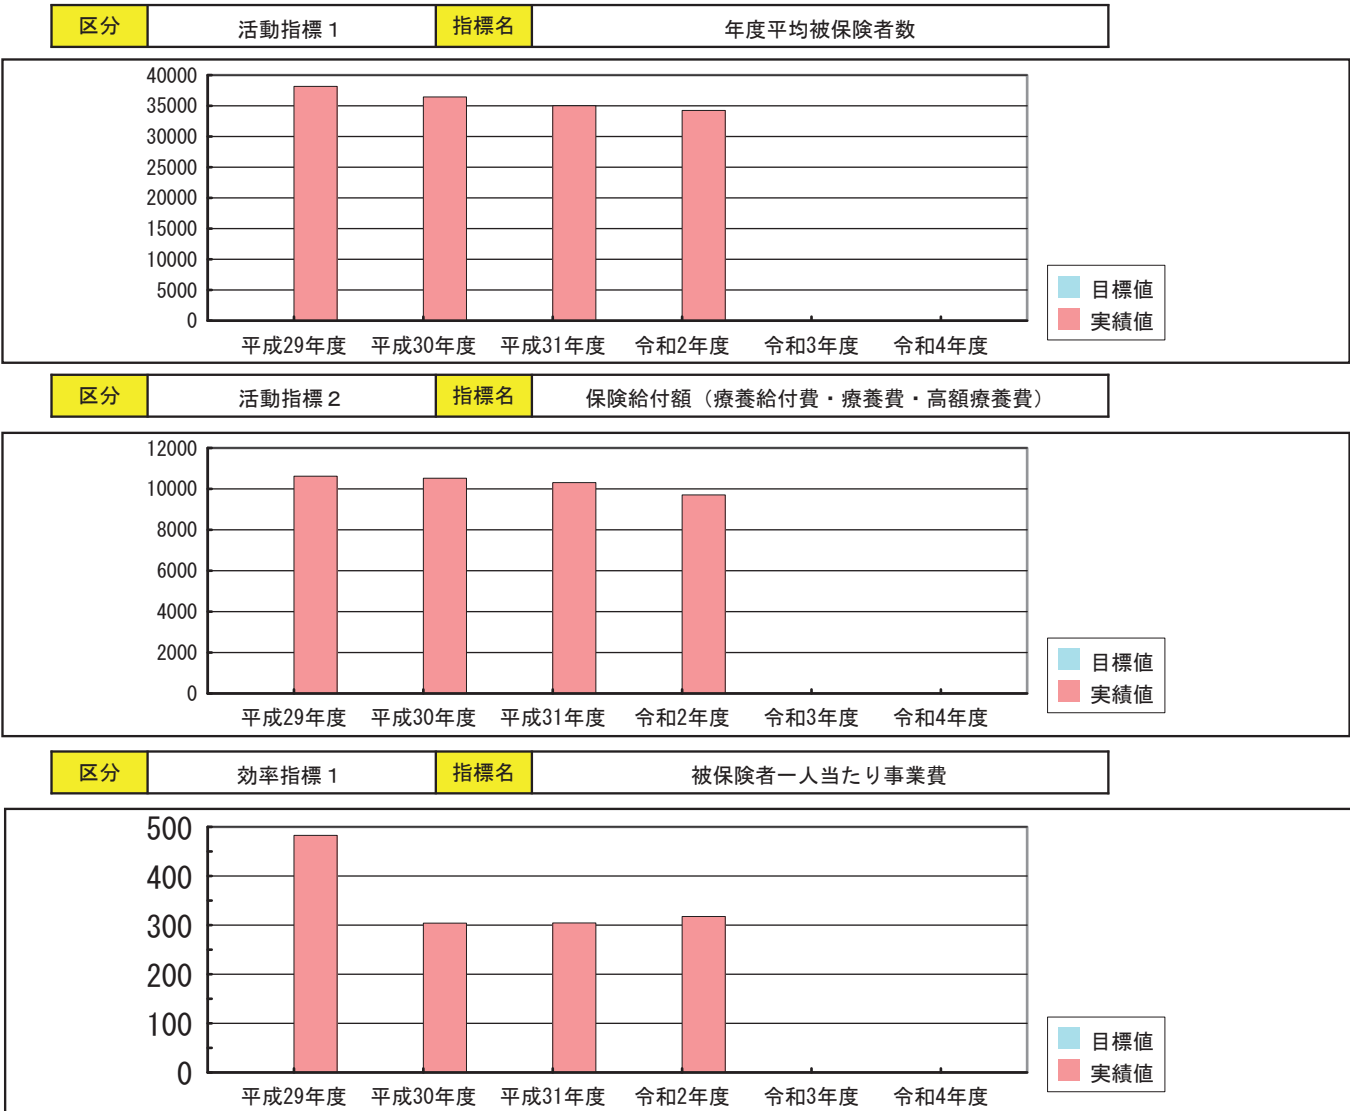 区分 活動指標１ 指標名 年度平均被保険者数
40000
35000
30000
25000
20000
15000
10000
5000
0
平成29年度 平成30年度 平成31年度 令和2年度 令和3年度 令和4年度
目標値
実績値
区分 活動指標２ 指標名 保険給付額（療養給付費・療養費・高額療養費）
12000
10000
8000
6000
4000
2000
0
平成29年度 平成30年度 平成31年度 令和2年度 令和3年度 令和4年度
目標値
実績値
区分 効率指標１ 指標名 被保険者一人当たり事業費
500
400
300
200
100
0
平成29年度 平成30年度 平成31年度 令和2年度 令和3年度 令和4年度
目標値
実績値